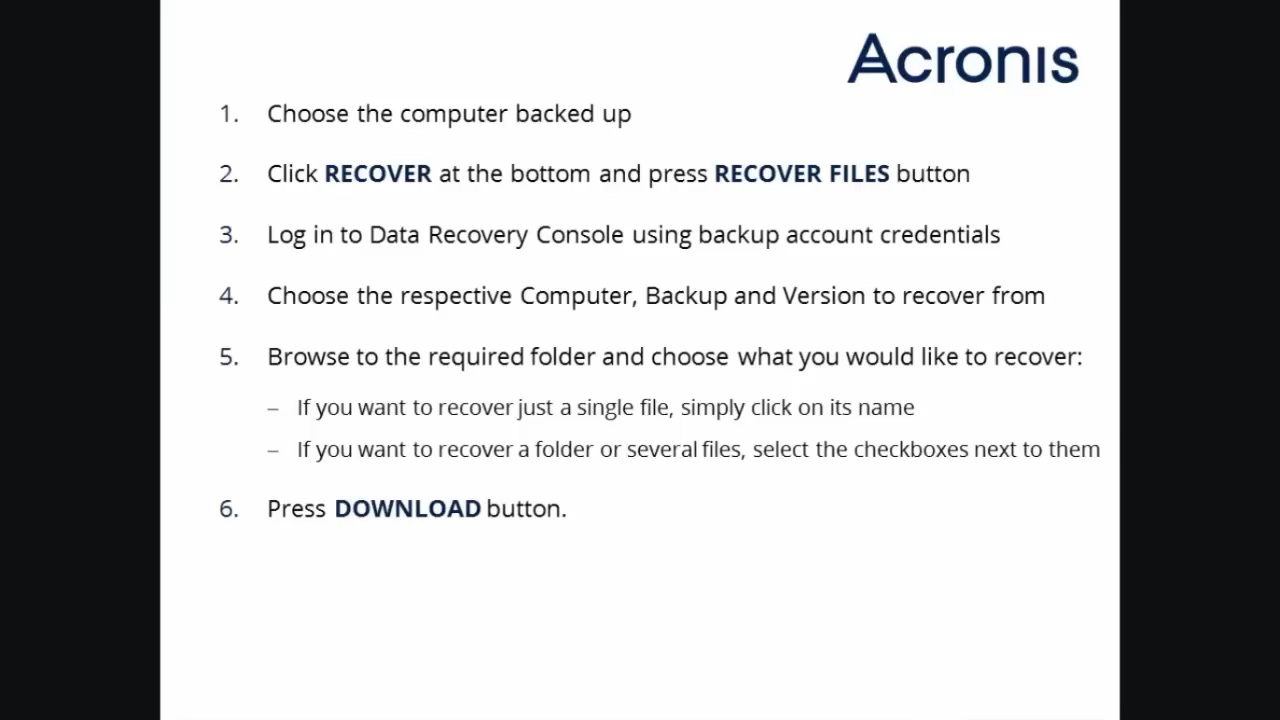 Acronis
1. Choose the computer backed up
2. Click RECOVER at the bottom and press RECOVER FILES button
3. Log in to Data Recovery Console using backup account credentials
4. Choose the respective Computer, Backup and Version to recover from
5. Browse to the required folder and choose what you would like to recover:
– If you want to recover just a single file, simply click on its name
– If you want to recover a folder or several files, select the checkboxes next to them
6. Press DOWNLOAD button.